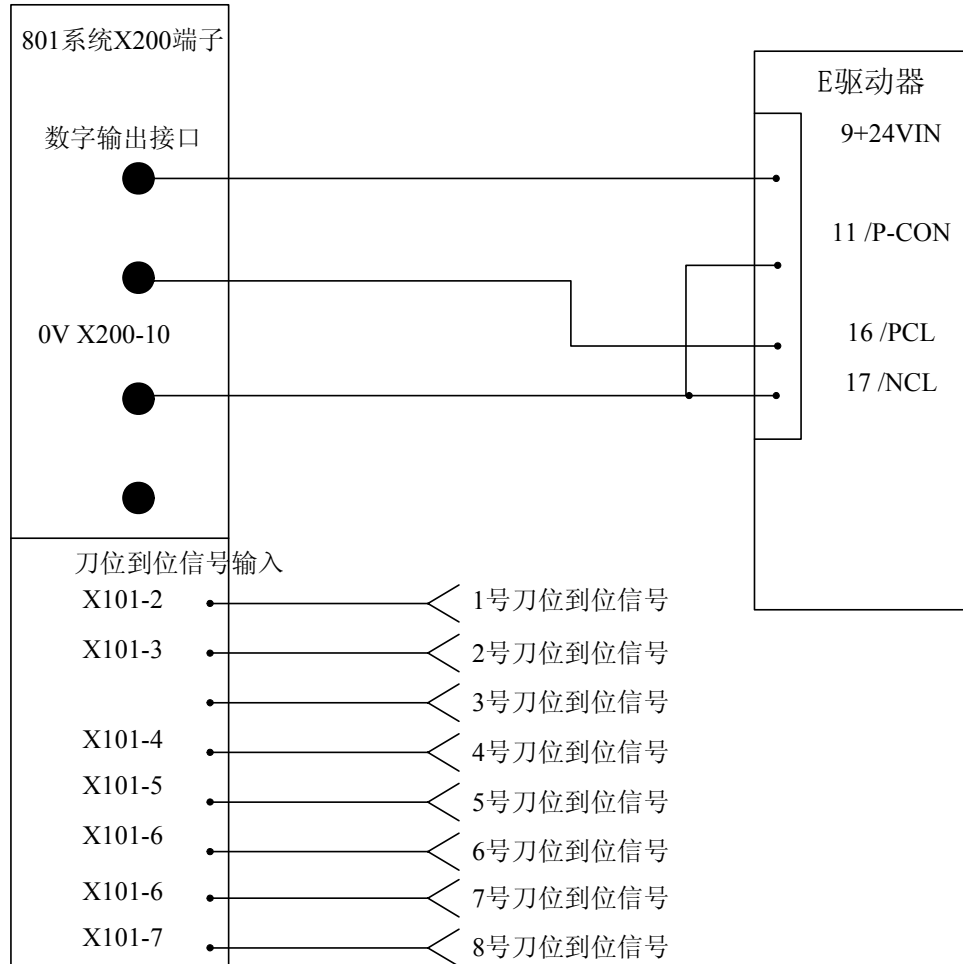 801系统X200端子
E驱动器
数字输出接口
9+24VIN
11 /P-CON
0V X200-10
16 /PCL
17 /NCL
刀位到位信号输入
X101-2
1号刀位到位信号
X101-3
2号刀位到位信号
3号刀位到位信号
X101-4
4号刀位到位信号
X101-5
5号刀位到位信号
X101-6
6号刀位到位信号
X101-6
7号刀位到位信号
X101-7
8号刀位到位信号